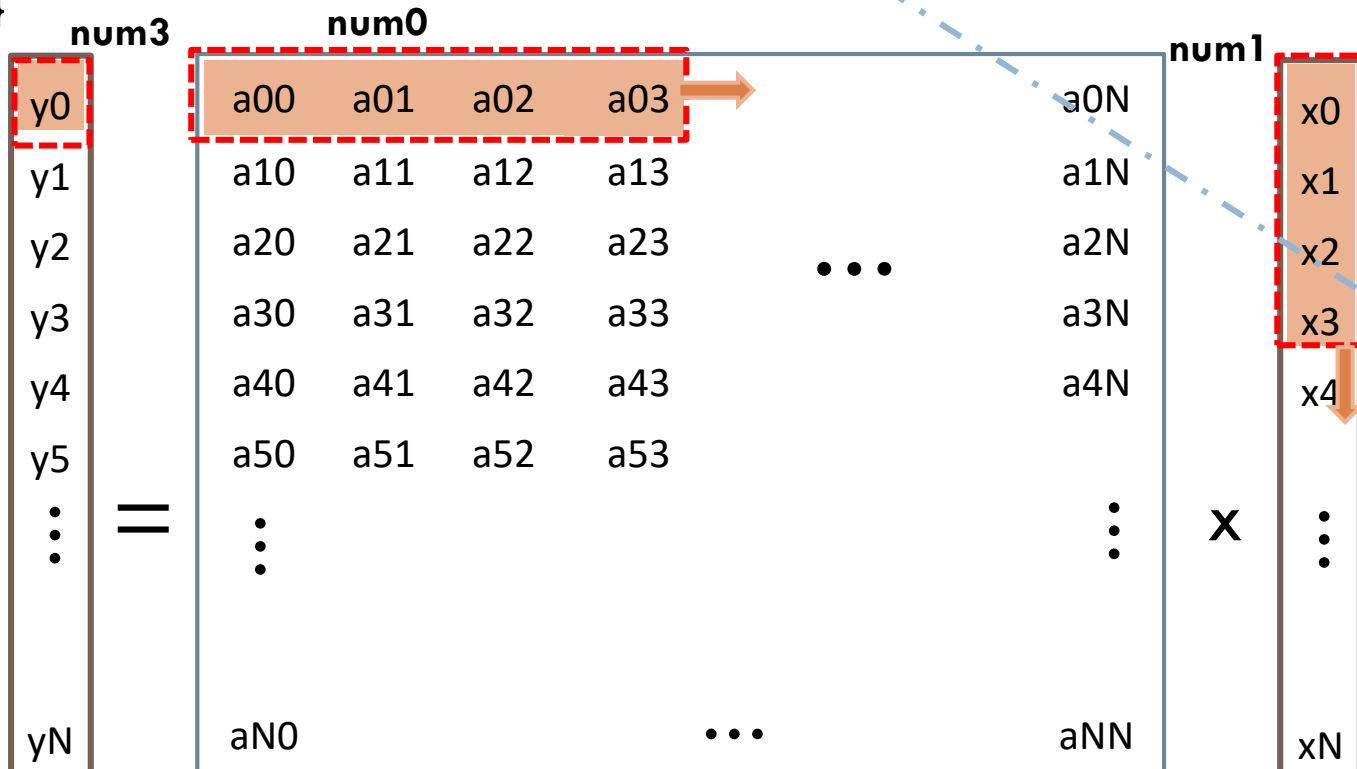 num3 num0 num1
y0 a00 a01 a02 a03 a0N x0
y1 a10 a11 a12 a13 a1N x1
y2 a20 a21 a22 a23 ... a2N x2
y3 a30 a31 a32 a33 a3N x3
y4 a40 a41 a42 a43 a4N x4
y5 a50 a51 a52 a53
⋮ = ⋮ ⋮ x ⋮
yN aN0 ... aNN xN